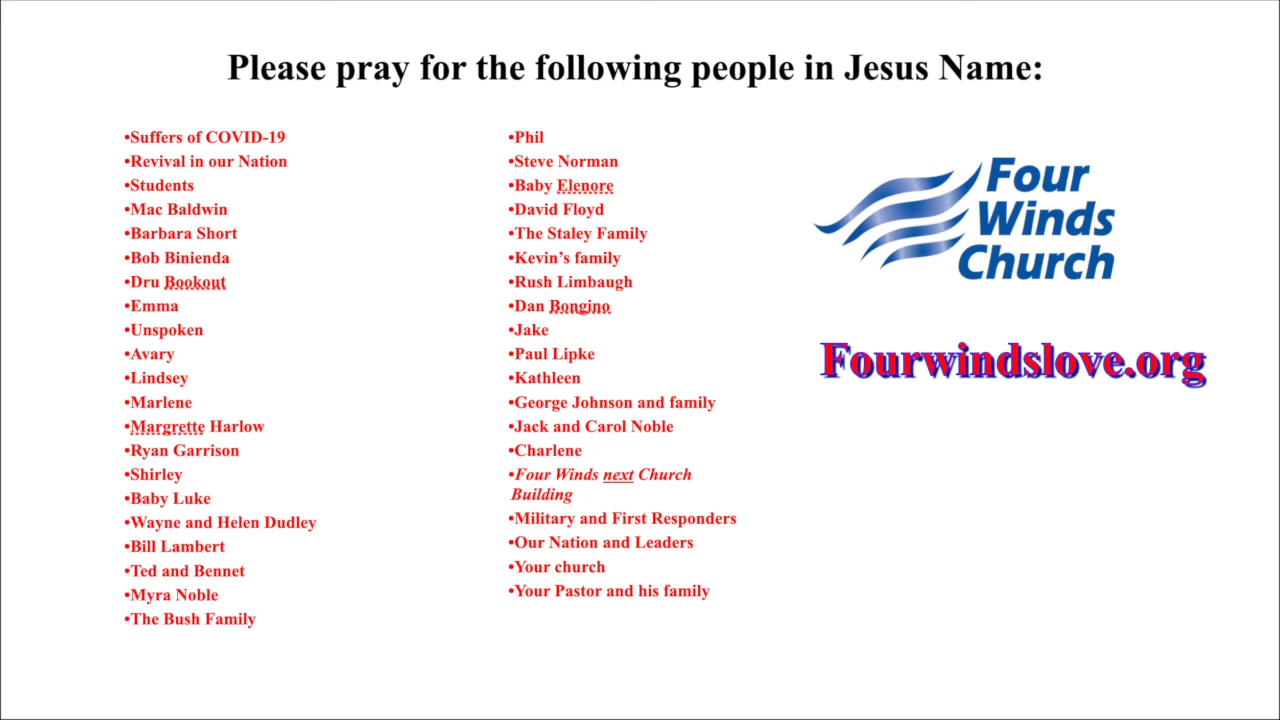 Please pray for the following people in Jesus Name:
•Suffers of COVID-19
•Revival in our Nation
•Students
•Mac Baldwin
•Barbara Short
•Bob Binienda
•Dru Bookout
•Emma
•Unspoken
•Avary
•Lindsey
•Marlene
•Margrette Harlow
•Ryan Garrison
•Shirley
•Baby Luke
•Wayne and Helen Dudley
•Bill Lambert
•Ted and Bennet
•Myra Noble
•The Bush Family
•Phil
•Steve Norman
•Baby Elenore
•David Floyd
•The Staley Family
•Kevin’s family
•Rush Limbaugh
•Dan Bongino
•Jake
•Paul Lipke
•Kathleen
•George Johnson and family
•Jack and Carol Noble
•Charlene
•Four Winds next Church
Building
•Military and First Responders
•Our Nation and Leaders
•Your church
•Your Pastor and his family
Four
Winds
Church
Fourwindslove.org